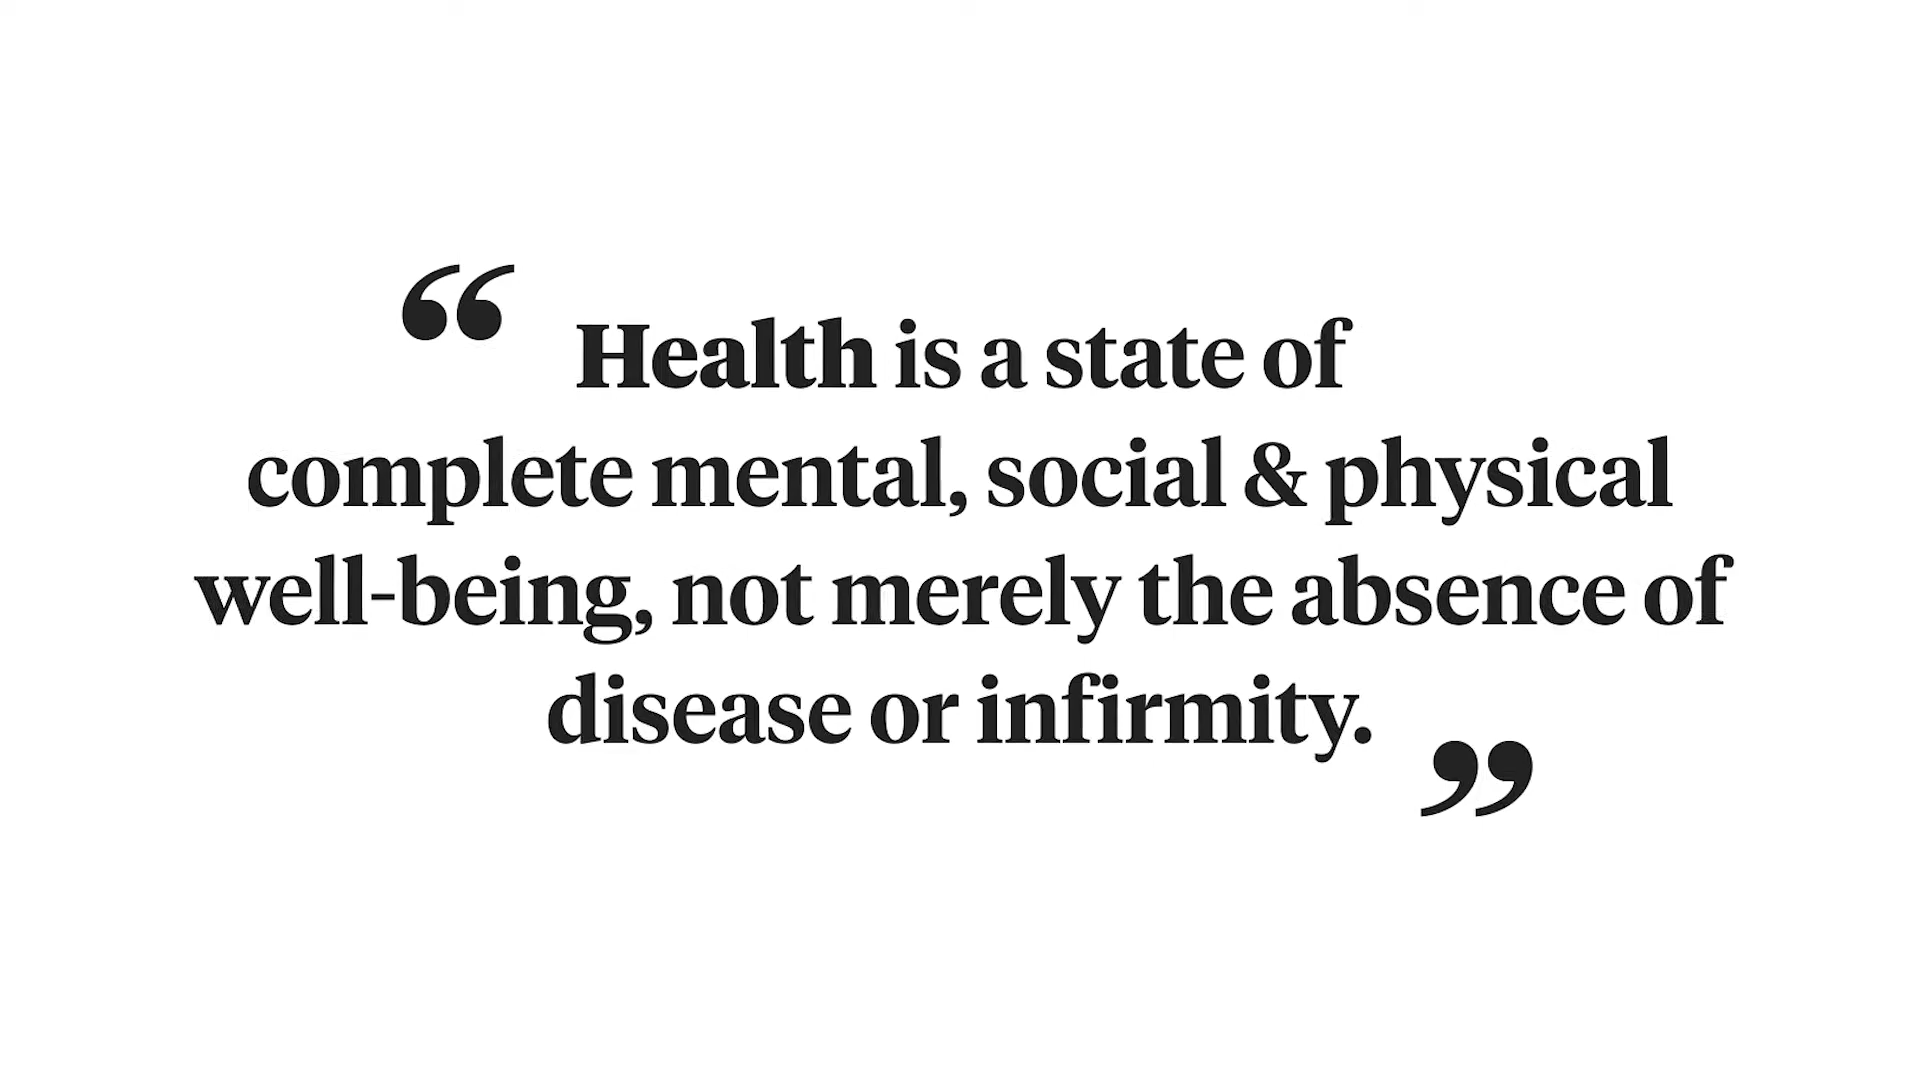 “Health is a state of
complete mental, social & physical
well-being, not merely the absence of
disease or infirmity.”